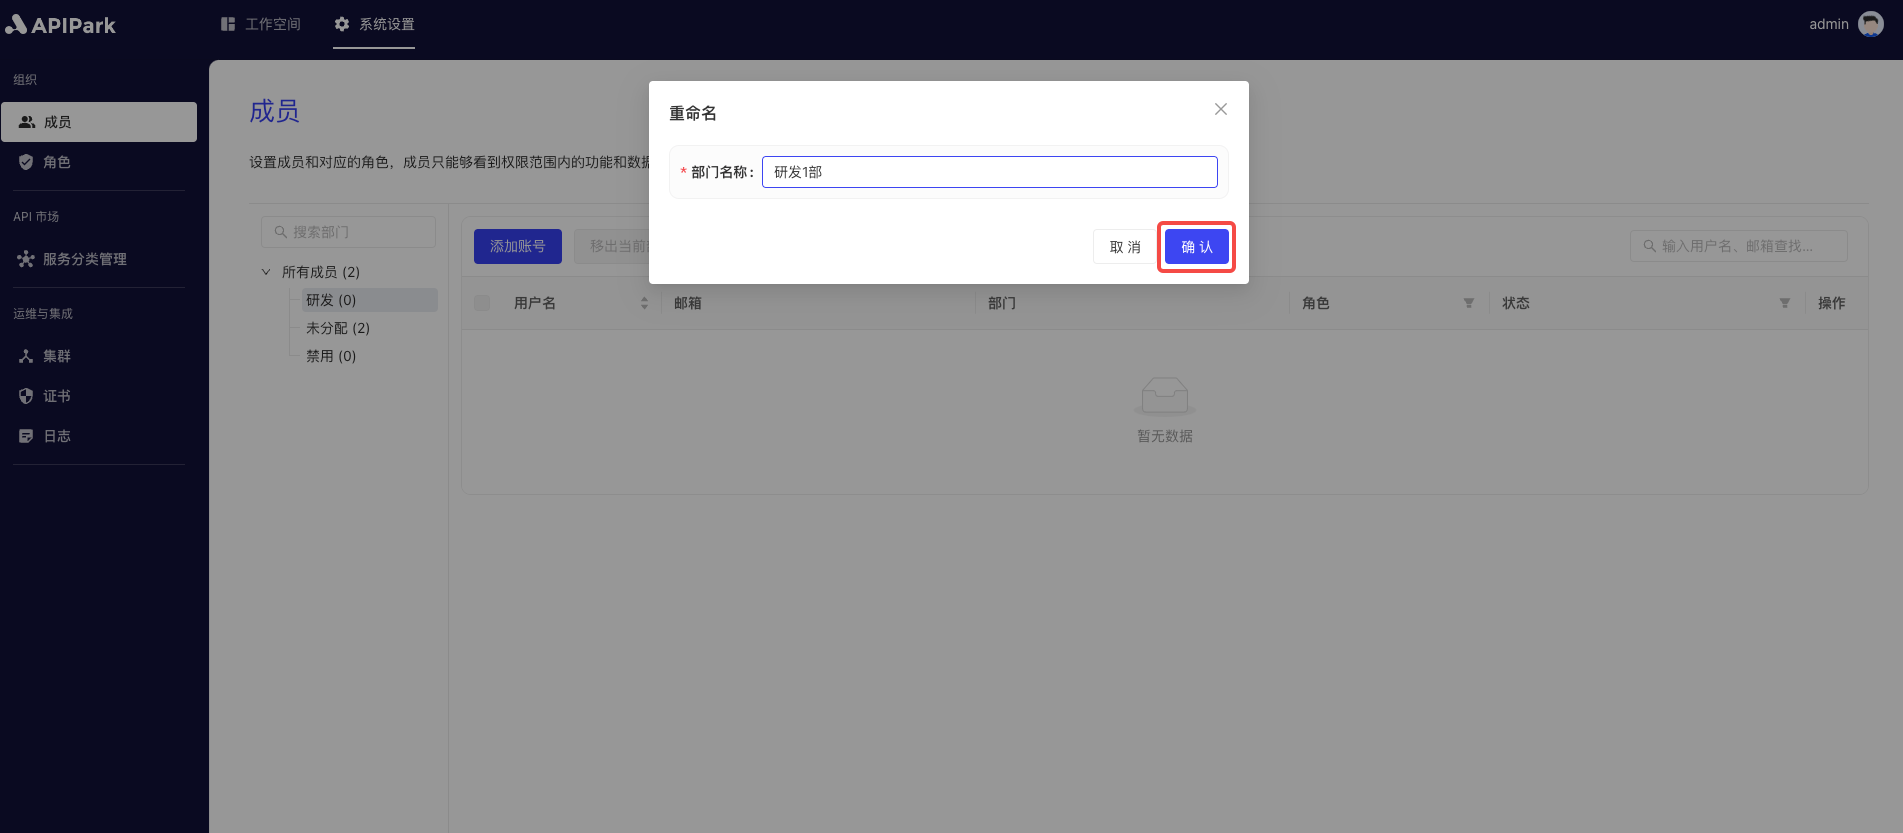 APIPark
工作空间
系统设置
admin
组织
成员
角色
API 市场
服务分类管理
运维与集成
集群
证书
日志
成员
设置成员和对应的角色，成员只能够看到权限范围内的功能和数据
搜索部门
所有成员 (2)
研发 (0)
未分配 (2)
禁用 (0)
添加账号
移出当前
输入用户名、邮箱查找...
用户名
邮箱
部门
角色
状态
操作
暂无数据
重命名
* 部门名称：
研发1部
取 消
确 认